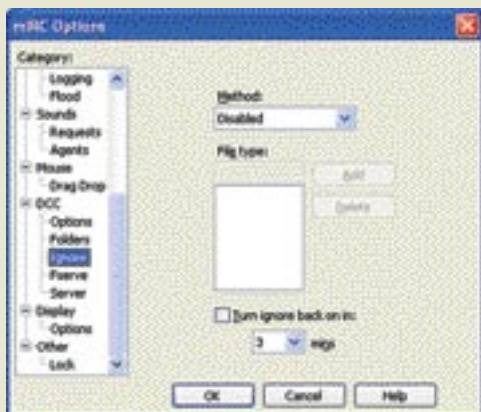 mIRC Options
Category:
Logging
Flood
Sounds
Requests
Agents
Mouse
Drag Drop
DCC
Options
Folders
Ignore
Fserve
Server
Display
Options
Other
Lock
Method:
Disabled
File type:
Add
Delete
Turn ignore back on in:
3 mins
OK Cancel Help